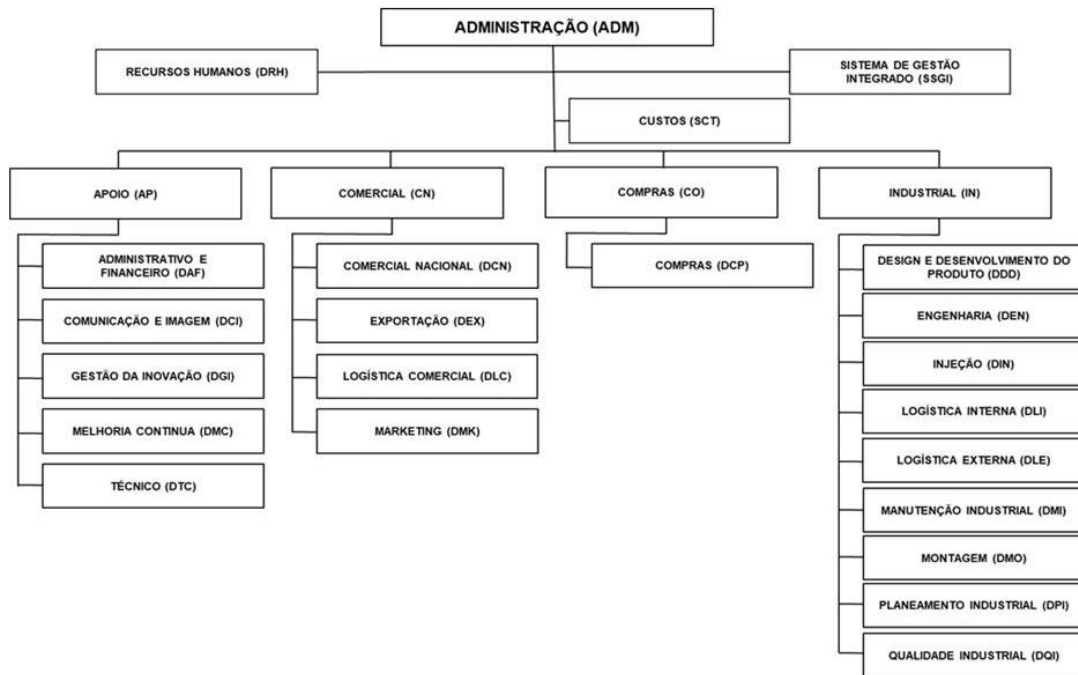 ADMINISTRAÇÃO (ADM)
RECURSOS HUMANOS (DRH)
SISTEMA DE GESTÃO
INTEGRADO (SSGI)
CUSTOS (SCT)
APOIO (AP)
COMERCIAL (CN)
COMPRAS (CO)
INDUSTRIAL (IN)
ADMINISTRATIVO E
FINANCEIRO (DAF)
COMUNICAÇÃO E IMAGEM (DCI)
GESTÃO DA INOVAÇÃO (DGI)
MELHORIA CONTINUA (DMC)
TÉCNICO (DTC)
COMERCIAL NACIONAL (DCN)
EXPORTAÇÃO (DEX)
LOGÍSTICA COMERCIAL (DLC)
MARKETING (DMK)
COMPRAS (DCP)
DESIGN E DESENVOLVIMENTO DO
PRODUTO (DDD)
ENGENHARIA (DEN)
INJEÇÃO (DIN)
LOGÍSTICA INTERNA (DLI)
LOGÍSTICA EXTERNA (DLE)
MANUTENÇÃO INDUSTRIAL (DMI)
MONTAGEM (DMO)
PLANEAMENTO INDUSTRIAL (DPI)
QUALIDADE INDUSTRIAL (DQI)